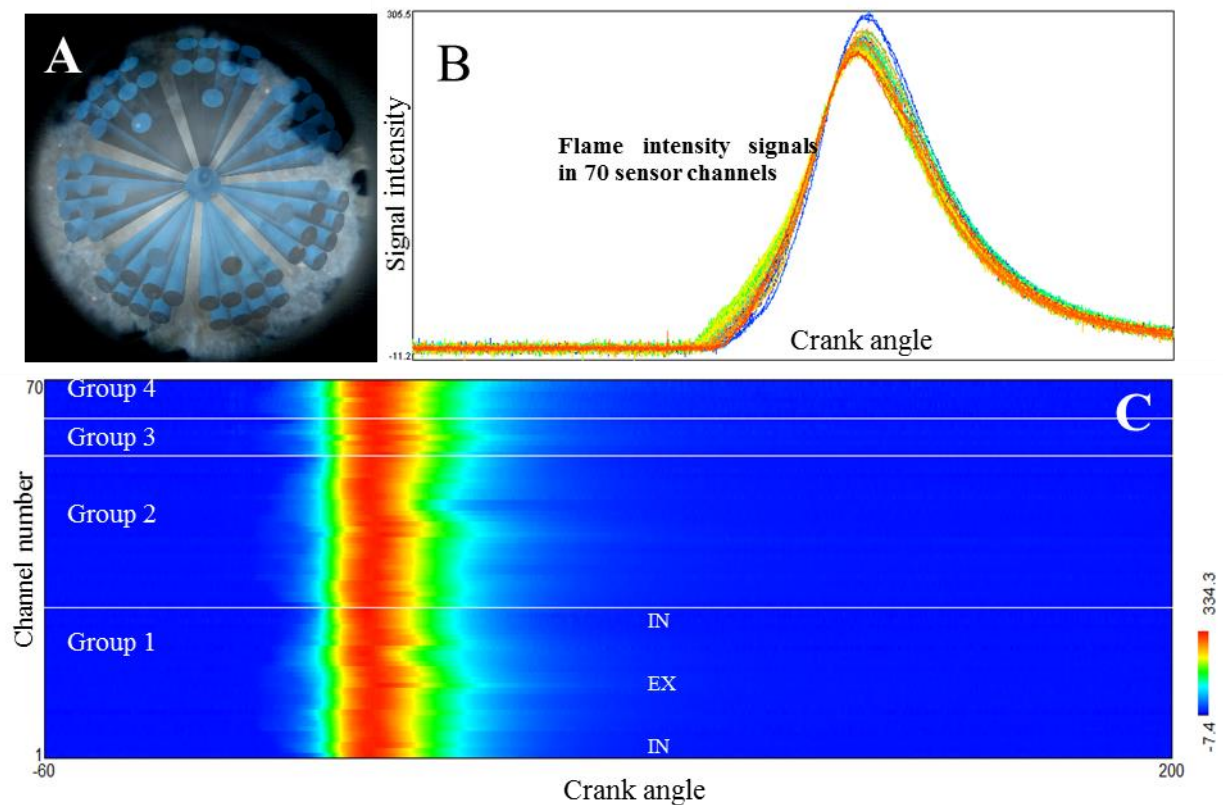 A
B
305.5
Signal intensity
0
-11.2
Flame intensity signals
in 70 sensor channels
Crank angle
C
70
Group 4
Group 3
Group 2
Group 1
Channel number
IN
EX
IN
1
-60
200
Crank angle
334.3
-7.4